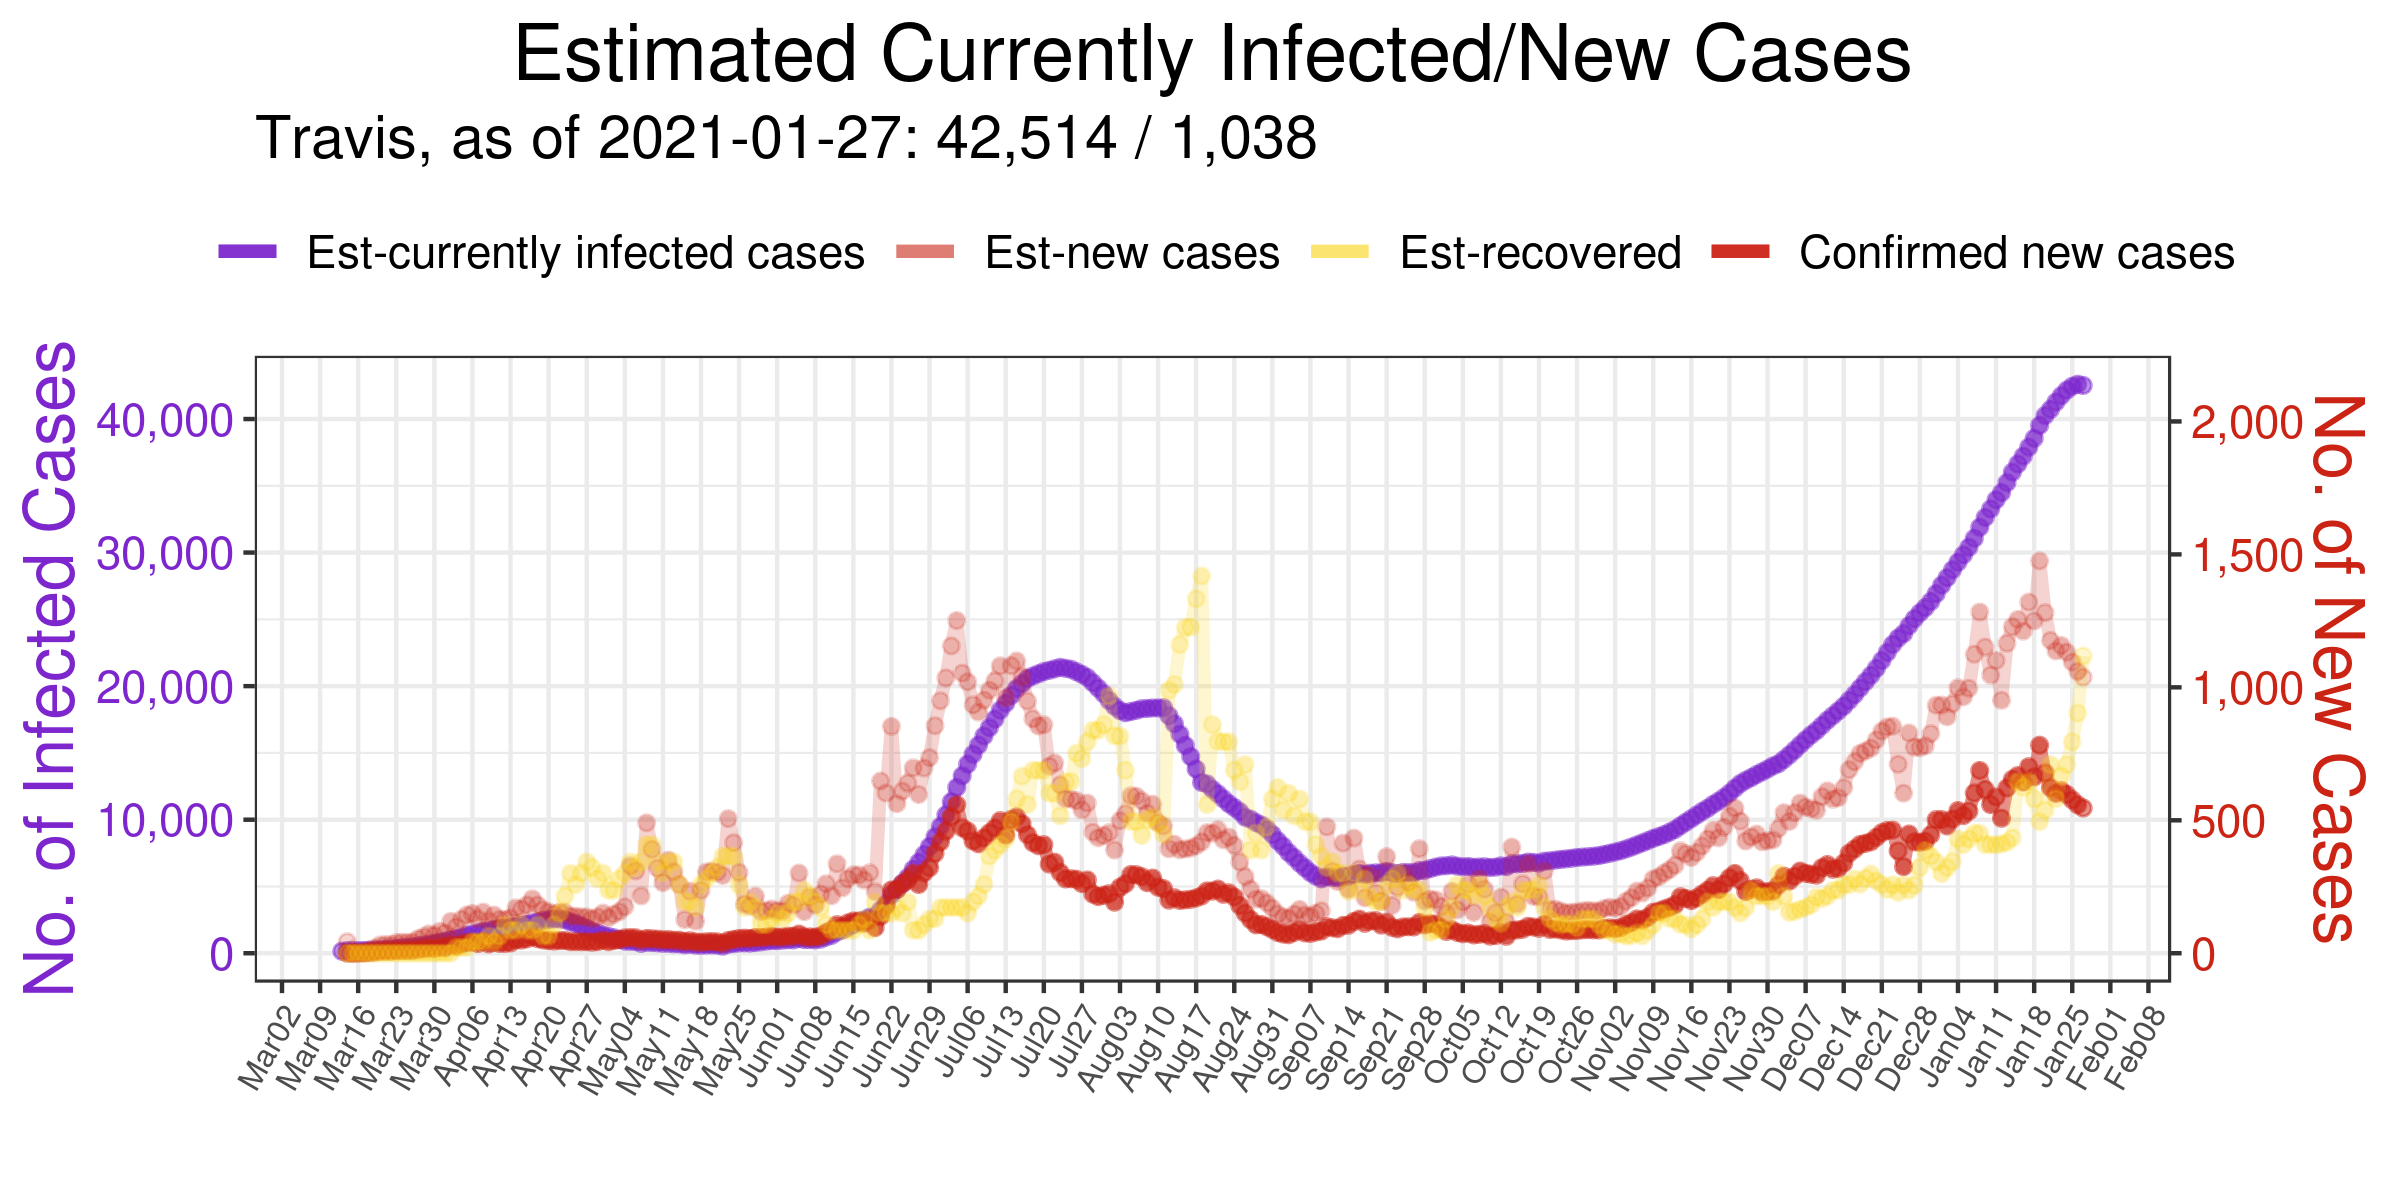 Estimated Currently Infected/New Cases
Travis, as of 2021-01-27: 42,514 / 1,038
Est-currently infected cases Est-new cases Est-recovered Confirmed new cases
No. of Infected Cases
40,000
30,000
20,000
10,000
0
2,000
1,500
1,000
500
0
No. of New Cases
Mar02 Mar09 Mar16 Mar23 Mar30 Apr06 Apr13 Apr20 Apr27 May04 May11 May18 May25 Jun01 Jun08 Jun15 Jun22 Jun29 Jul06 Jul13 Jul20 Jul27 Aug03 Aug10 Aug17 Aug24 Aug31 Sep07 Sep14 Sep21 Sep28 Oct05 Oct12 Oct19 Oct26 Nov02 Nov09 Nov16 Nov23 Nov30 Dec07 Dec14 Dec21 Dec28 Jan04 Jan11 Jan18 Jan25 Feb01 Feb08